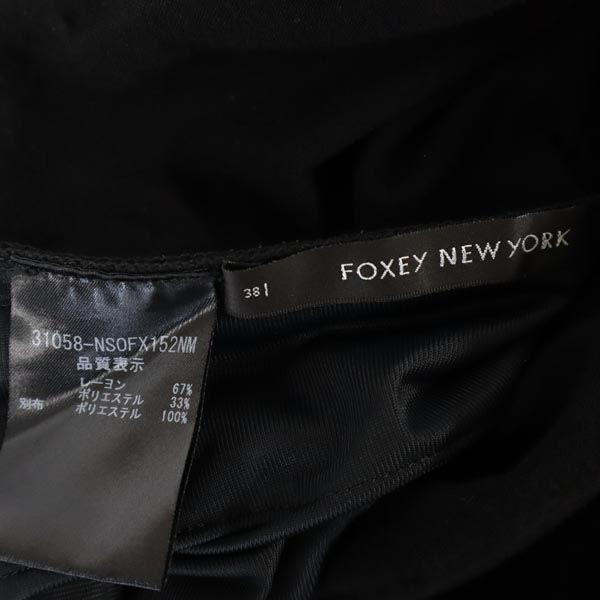 31058-NSOFX152NM
品質表示
レーヨン 67%
ポリエステル 33%
別布 ポリエステル 100%
38
FOXEY NEW YORK